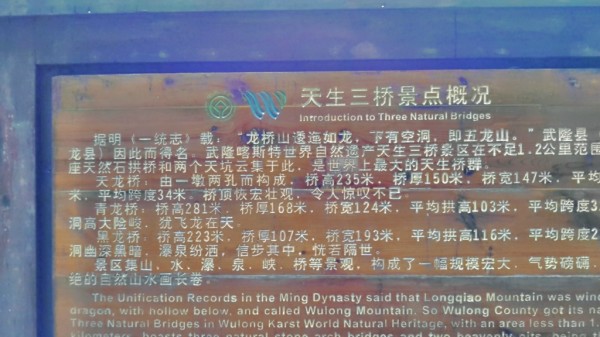 天生三桥景点概况
Introduction to Three Natural Bridges
据明《一统志》载："龙桥山逶迤如龙，下有空洞，即五龙山。"武隆县（
龙县）因此而得名。武隆喀斯特世界自然遗产天生三桥景区在不足1.2公里范围
座天然石拱桥和两个天坑云集于此，是世界上最大的天生桥群。
天龙桥：由一墩两孔而构成，桥高235米，桥厚150米，桥宽147米，平均
米，平均跨度34米。桥顶恢宏壮观，令人惊叹不已。
青龙桥：桥高281米，桥厚168米，桥宽124米，平均拱高103米，平均跨度3
洞高大险峻，犹飞龙在天。
黑龙桥：桥高223米，桥厚107米，桥宽193米，平均拱高116米，平均跨度2
洞幽深黑暗，瀑泉纷洒，信步其中，恍若隔世。
景区集山、水、瀑、泉、峡、桥等景观，构成了一幅规模宏大、气势磅礴
绝的自然山水画长卷。
The Unification Records in the Ming Dynasty said that Longqiao Mountain was wind
dragon, with hollow below, and called Wulong Mountain. So Wulong County got its na
Three Natural Bridges in Wulong Karst World Natural Heritage, with an area less than 1.
kilometers, boasts three natural stone arch bridges and two heavenly pits, being th